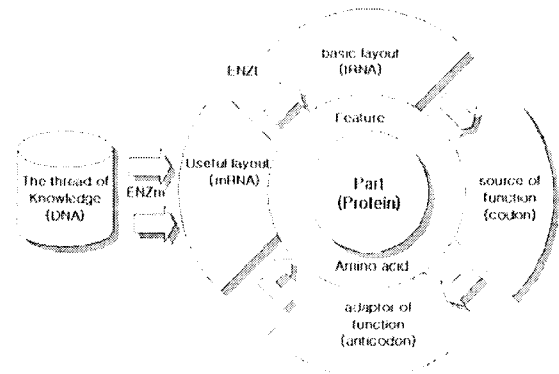 ENZt
basic layout
(tRNA)
Feature
The thread of
Knowledge
(DNA)
ENZm
Useful layout
(mRNA)
Part
(Protein)
source of
function
(codon)
Amino acid
adaptor of
function
(anticodon)